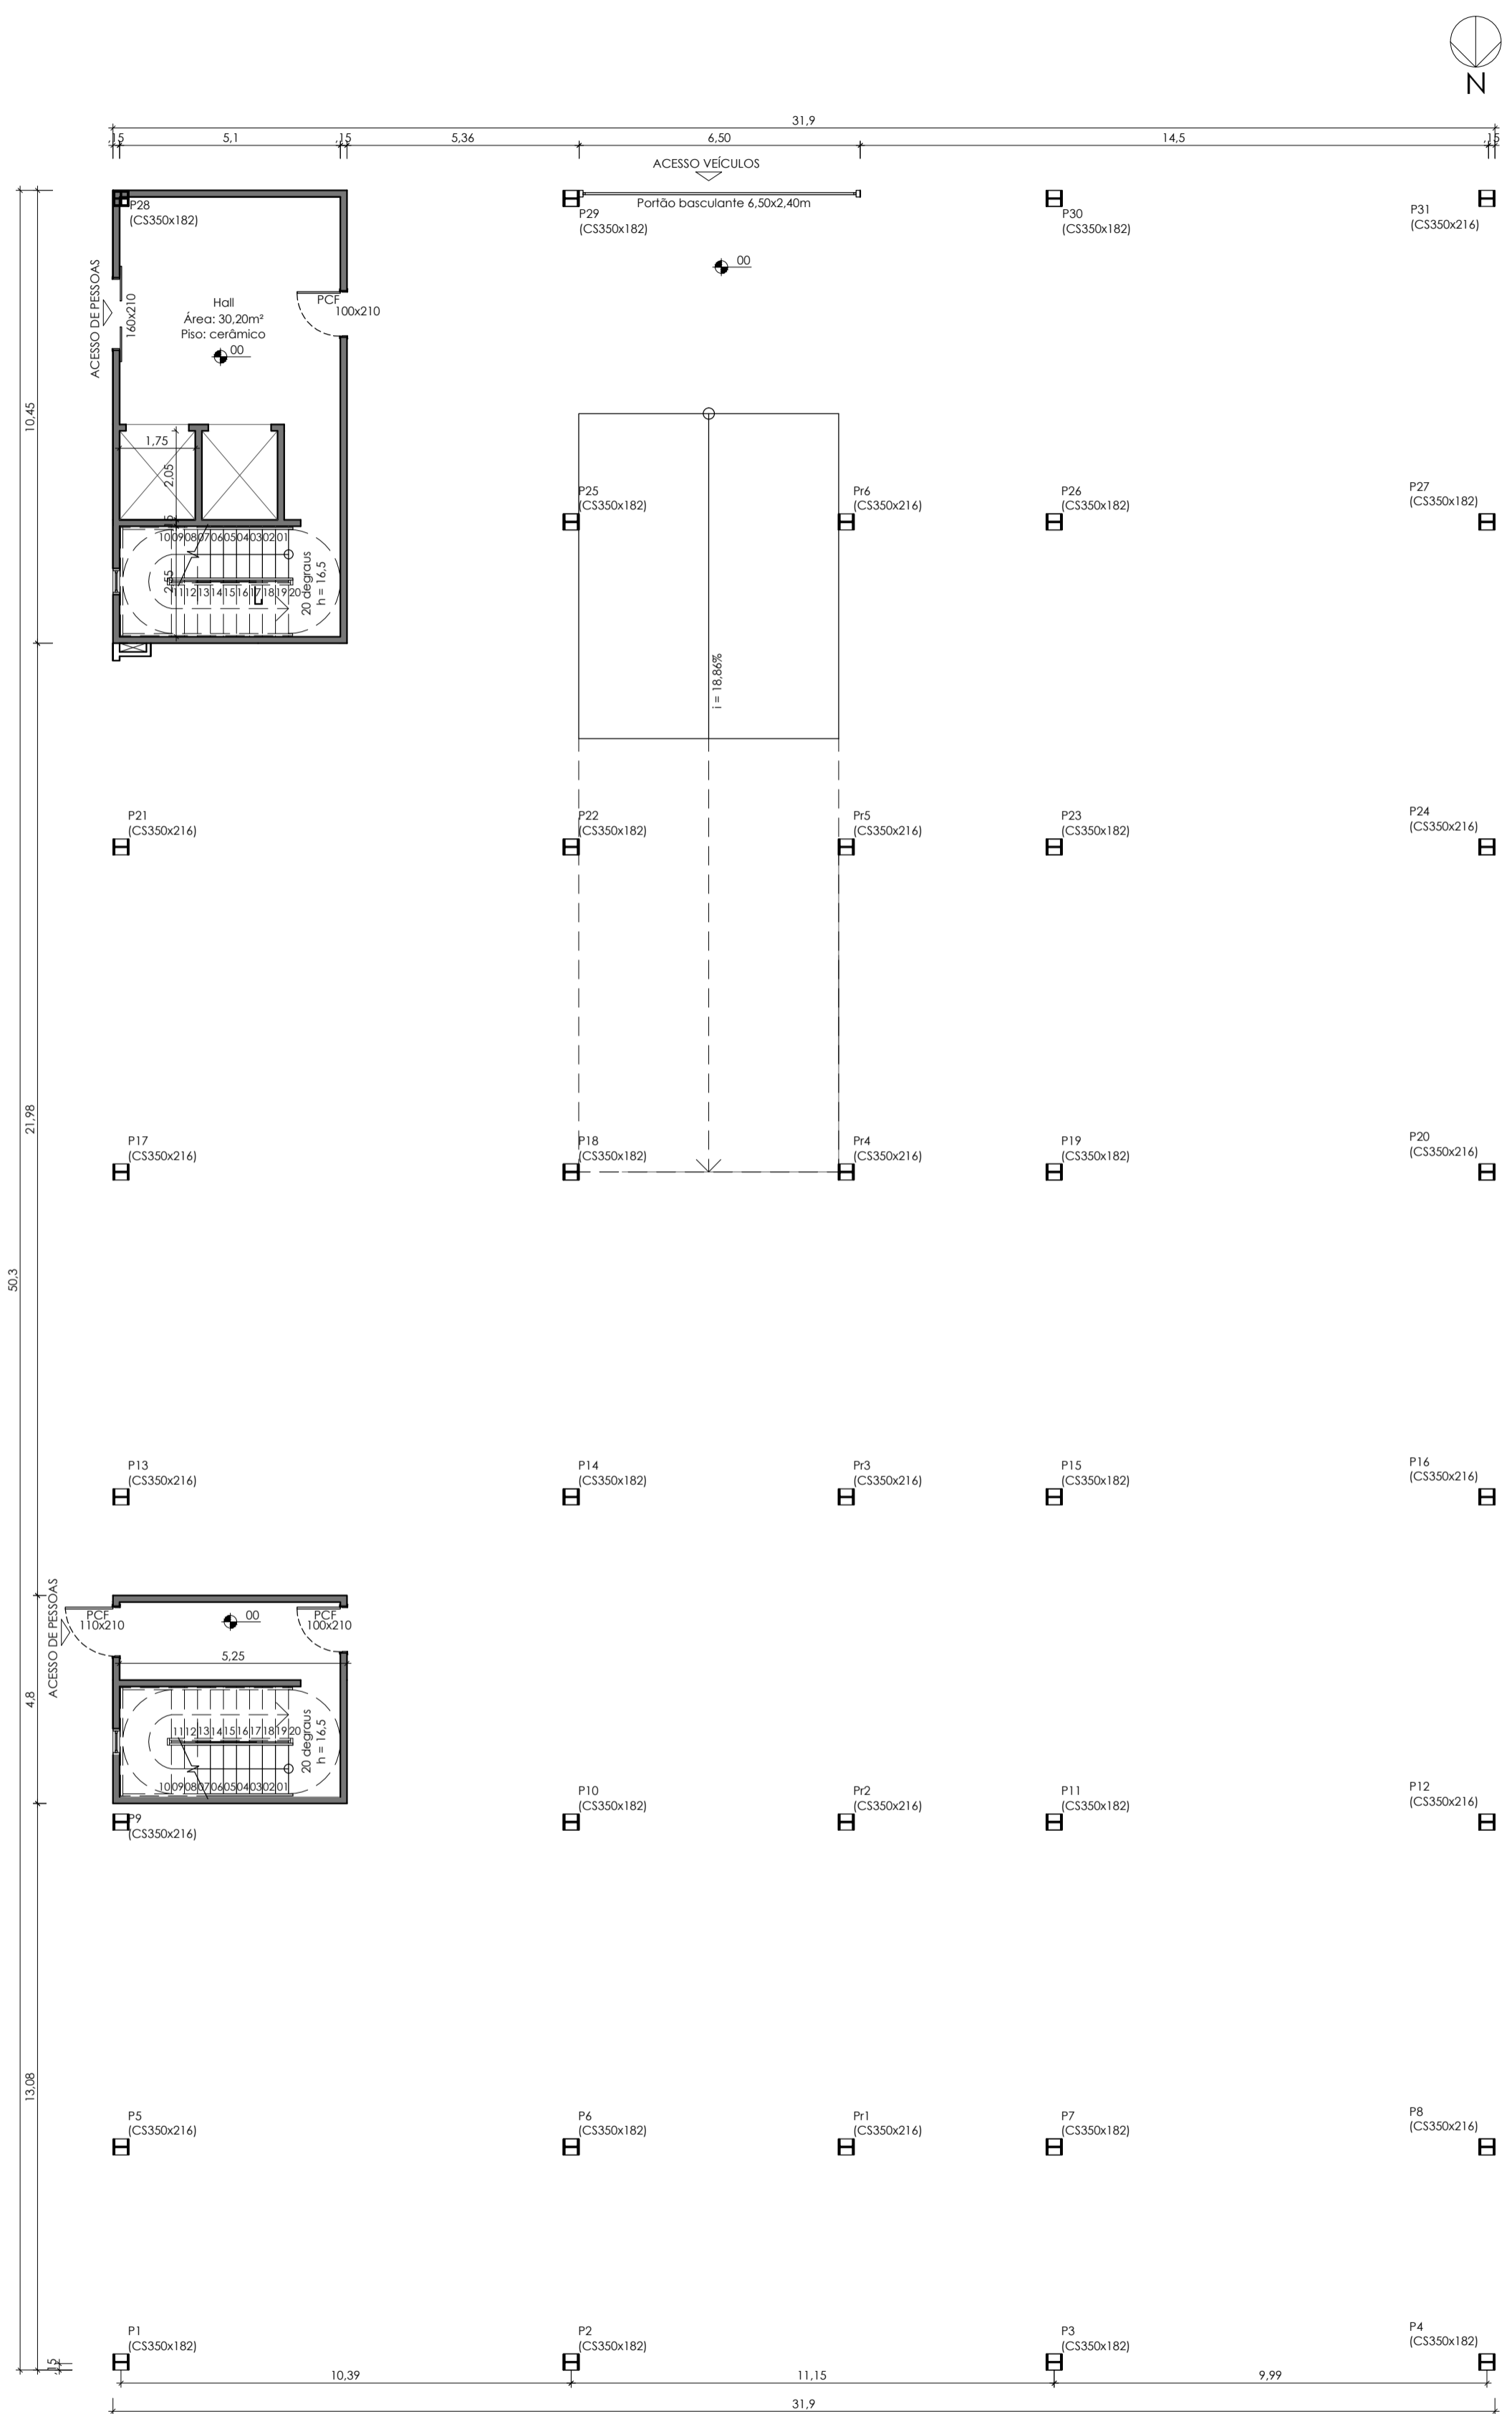 N
31,9
,15
5,1
,15
5,36
6,50
14,5
,15
ACESSO VEÍCULOS
Portão basculante 6,50x2,40m
P28
(CS350x182)
P29
(CS350x182)
P30
(CS350x182)
P31
(CS350x216)
00
ACESSO DE PESSOAS
160x210
Hall
Área: 30,20m²
Piso: cerâmico
00
PCF
100x210
10,45
1,75
2,05
,15
2,55
P25
(CS350x182)
Pr6
(CS350x216)
P26
(CS350x182)
P27
(CS350x182)
10 09 08 07 06 05 04 03 02 01
11 12 13 14 15 16 17 18 19 20
20 degraus
h = 16,5
i = 18,86%
P21
(CS350x216)
P22
(CS350x182)
Pr5
(CS350x216)
P23
(CS350x182)
P24
(CS350x216)
21,98
P17
(CS350x216)
P18
(CS350x182)
Pr4
(CS350x216)
P19
(CS350x182)
P20
(CS350x216)
50,3
P13
(CS350x216)
P14
(CS350x182)
Pr3
(CS350x216)
P15
(CS350x182)
P16
(CS350x216)
ACESSO DE PESSOAS
PCF
110x210
00
PCF
100x210
5,25
4,8
11 12 13 14 15 16 17 18 19 20
10 09 08 07 06 05 04 03 02 01
20 degraus
h = 16,5
P9
(CS350x216)
P10
(CS350x182)
Pr2
(CS350x216)
P11
(CS350x182)
P12
(CS350x216)
13,08
P5
(CS350x216)
P6
(CS350x182)
Pr1
(CS350x216)
P7
(CS350x182)
P8
(CS350x216)
P1
(CS350x182)
P2
(CS350x182)
P3
(CS350x182)
P4
(CS350x182)
,15
10,39
11,15
9,99
31,9